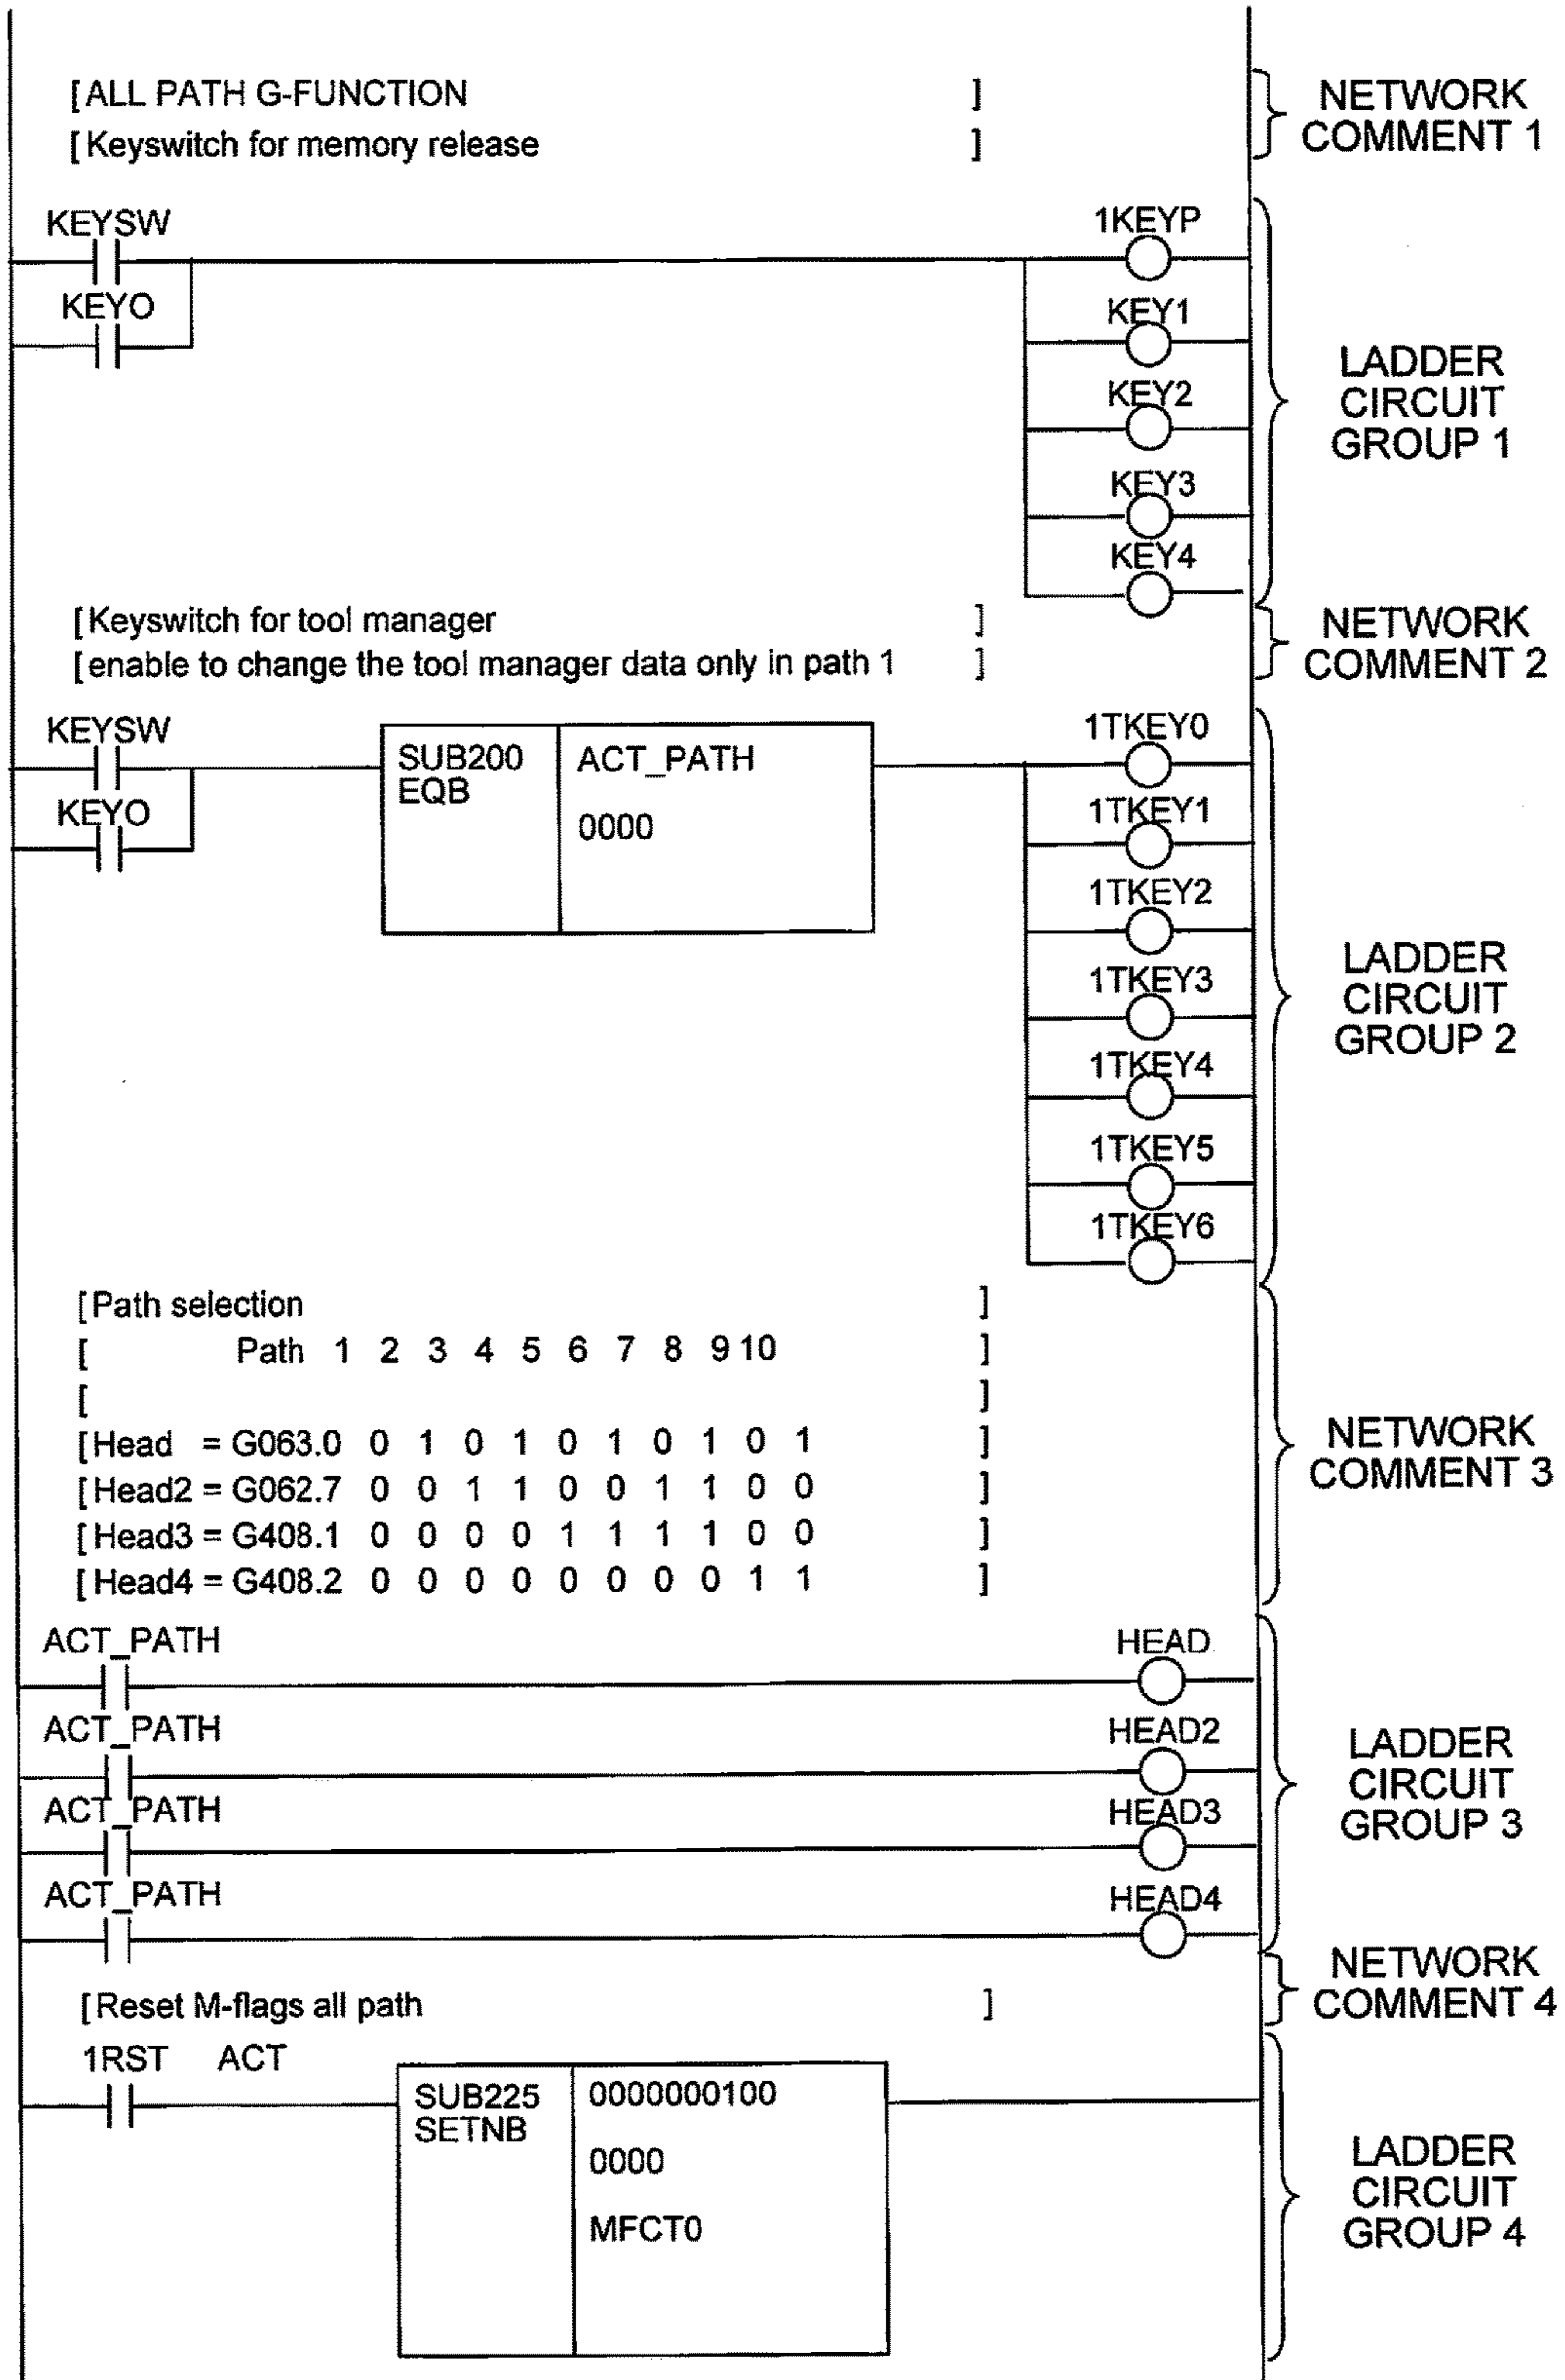 [ALL PATH G-FUNCTION ]
[Keyswitch for memory release ]
NETWORK
COMMENT 1
KEYSW
KEYO
1KEYP
KEY1
KEY2
KEY3
KEY4
LADDER
CIRCUIT
GROUP 1
[Keyswitch for tool manager ]
[enable to change the tool manager data only in path 1 ]
NETWORK
COMMENT 2
KEYSW
KEYO
SUB200
EQB
ACT_PATH
0000
1TKEY0
1TKEY1
1TKEY2
1TKEY3
1TKEY4
1TKEY5
1TKEY6
LADDER
CIRCUIT
GROUP 2
[Path selection ]
[ Path 1 2 3 4 5 6 7 8 9 10 ]
[ ]
[Head = G063.0 0 1 0 1 0 1 0 1 0 1 ]
[Head2 = G062.7 0 0 1 1 0 0 1 1 0 0 ]
[Head3 = G408.1 0 0 0 0 1 1 1 1 0 0 ]
[Head4 = G408.2 0 0 0 0 0 0 0 0 1 1 ]
NETWORK
COMMENT 3
ACT_PATH
HEAD
ACT_PATH
HEAD2
ACT_PATH
HEAD3
ACT_PATH
HEAD4
LADDER
CIRCUIT
GROUP 3
[Reset M-flags all path ]
NETWORK
COMMENT 4
1RST ACT
SUB225
SETNB
0000000100
0000
MFCT0
LADDER
CIRCUIT
GROUP 4